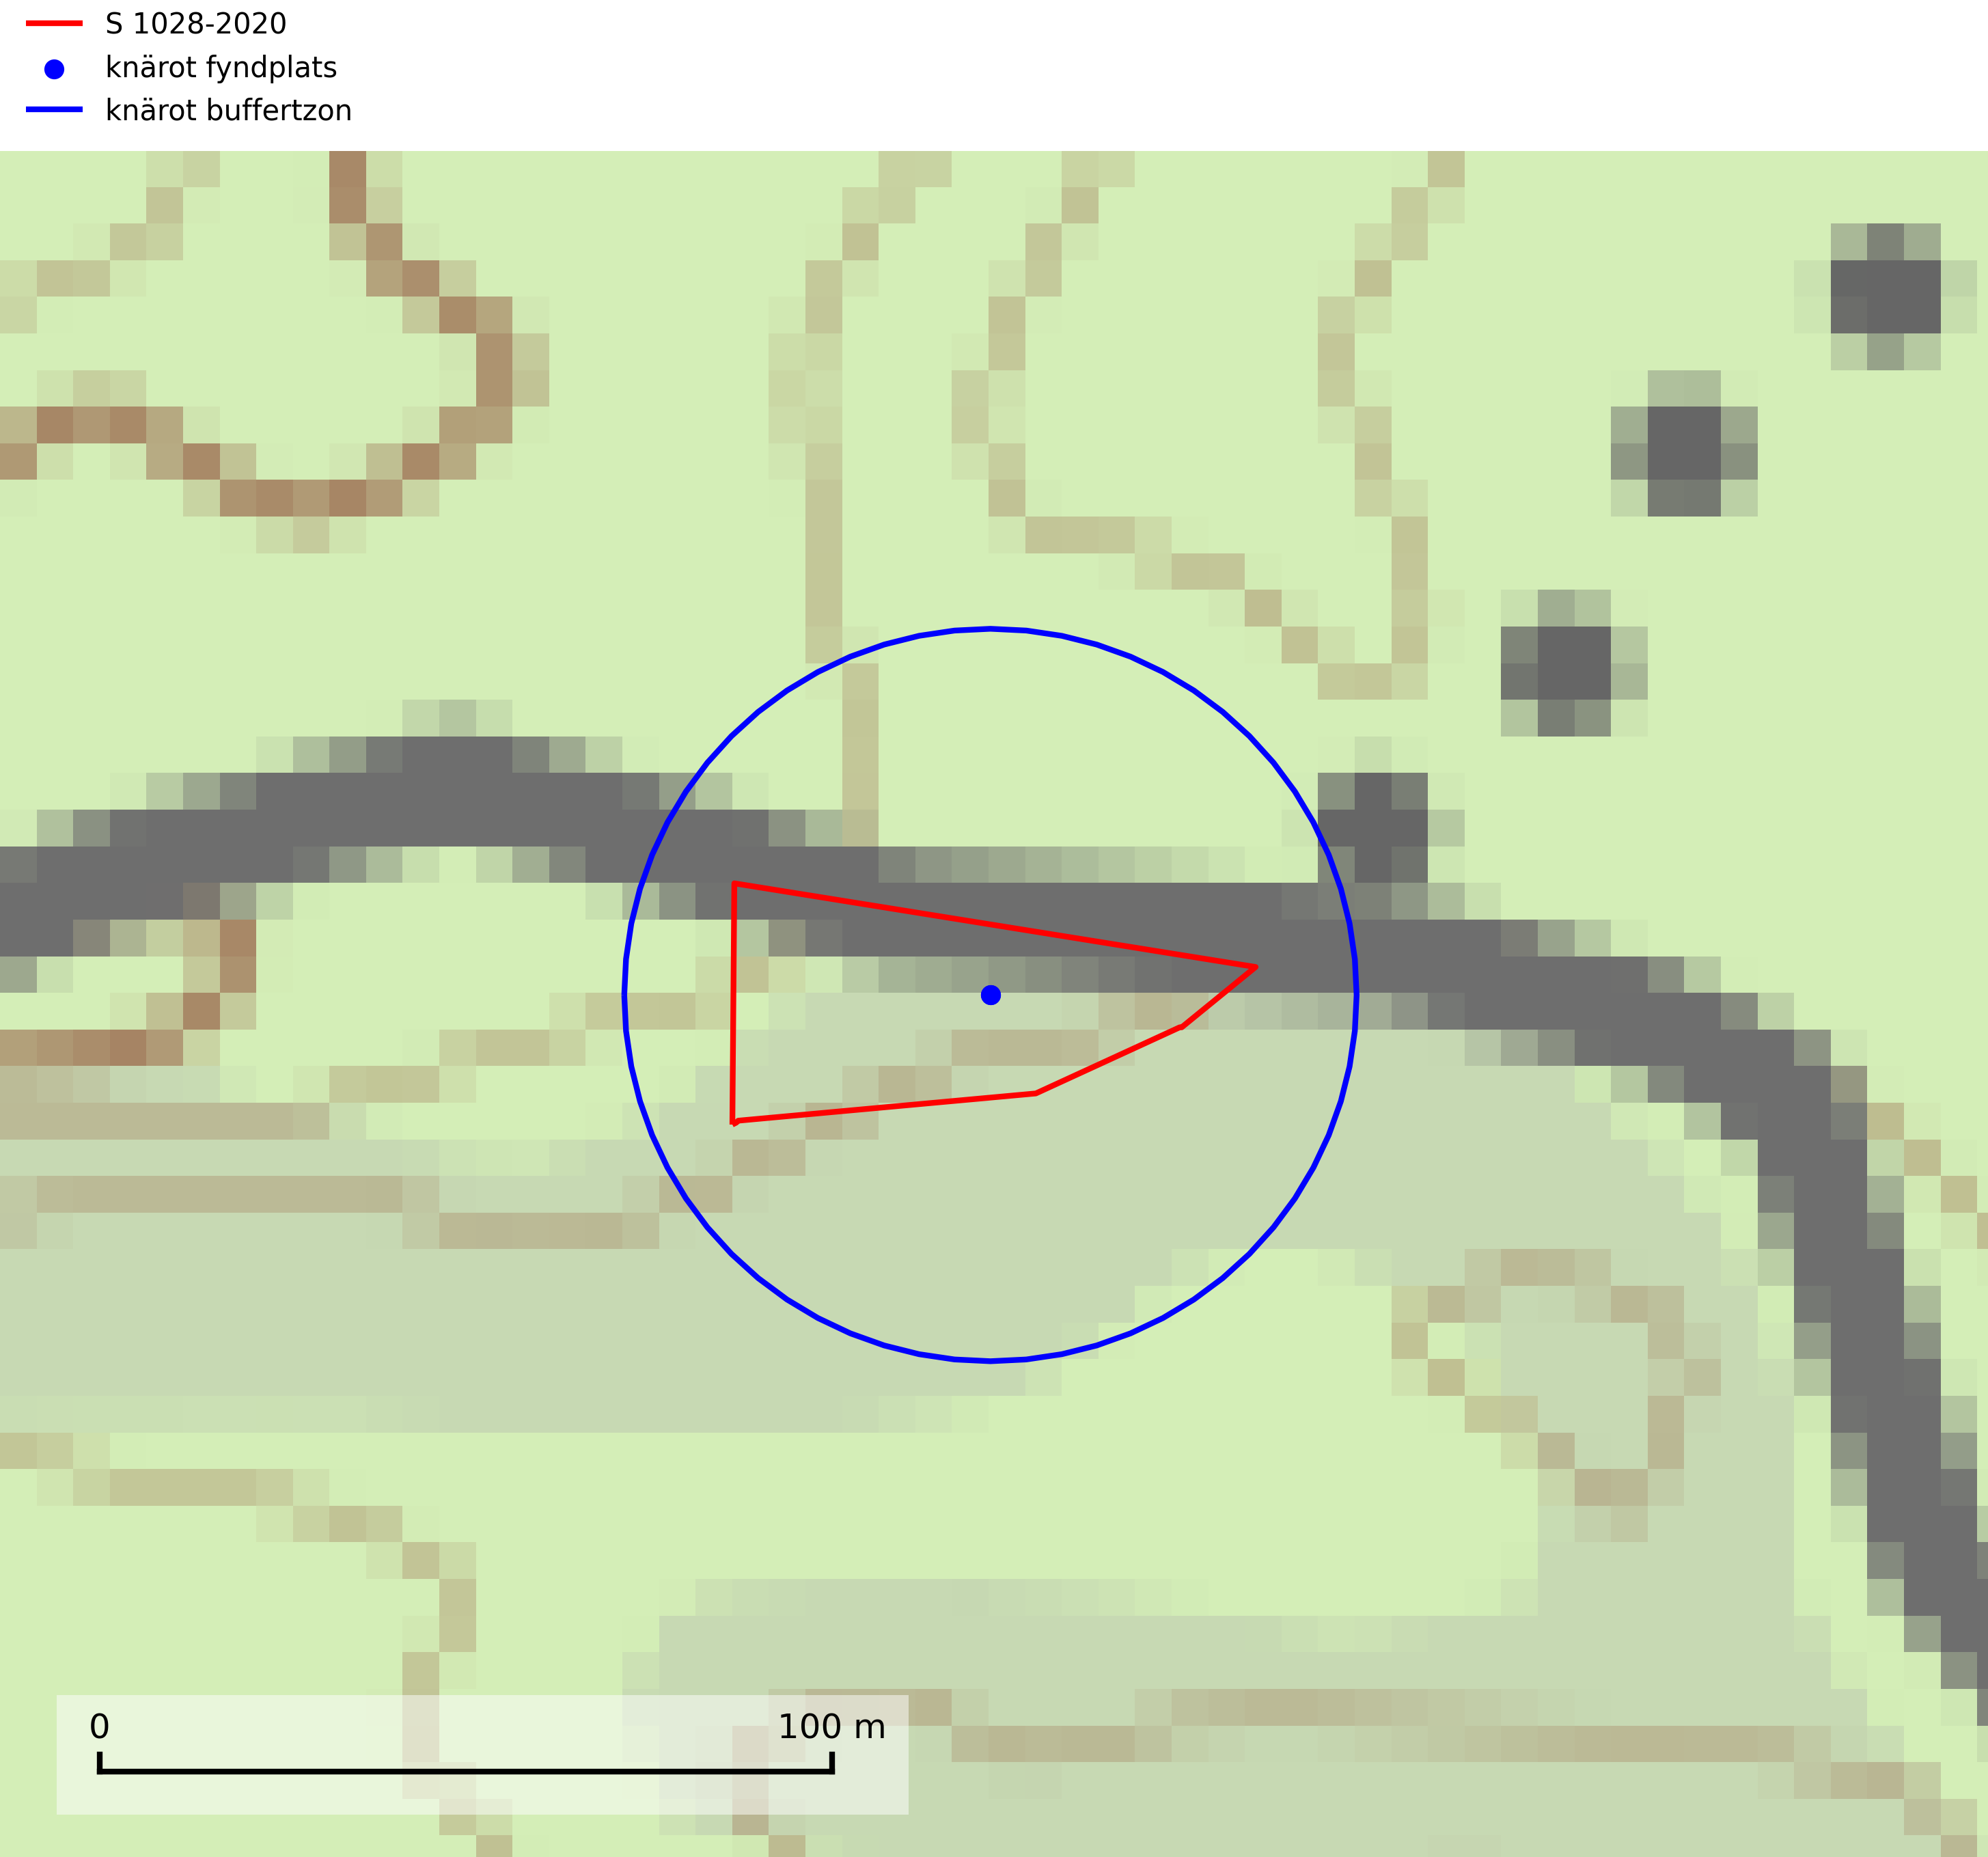 S 1028-2020
knärot fyndplats
knärot buffertzon
0 100 m